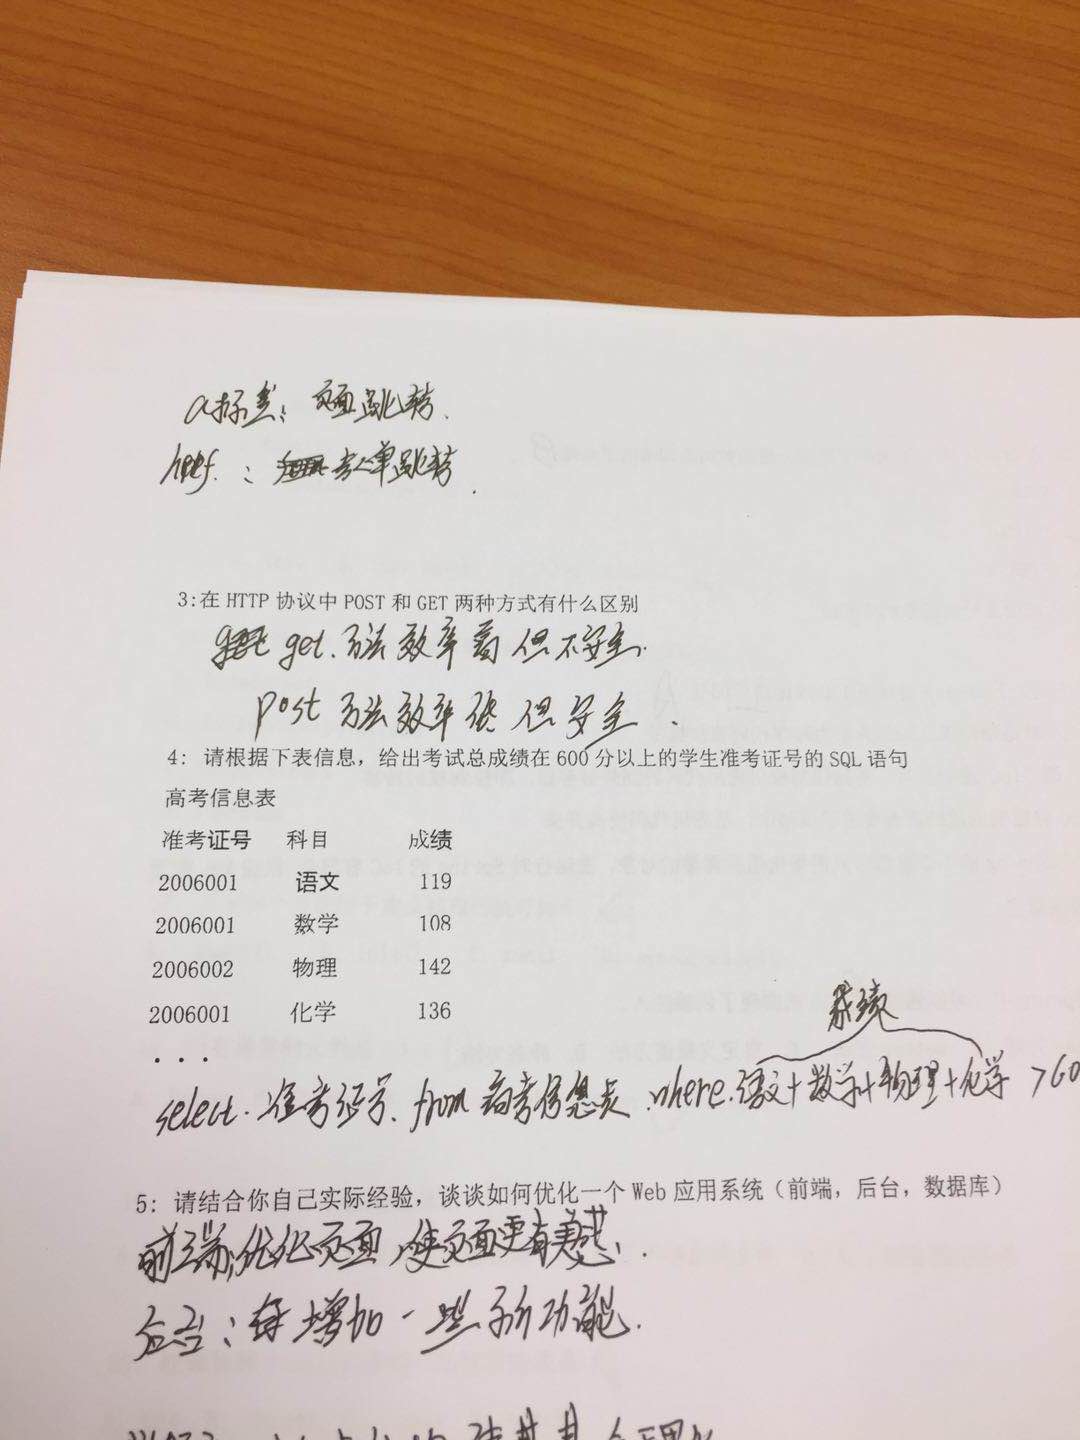 a标签: 页面跳转.
href.: 表单跳转.
3:在 HTTP 协议中 POST 和 GET 两种方式有什么区别
get.方法效率高但不安全.
post 方法效率低 但安全.
4: 请根据下表信息，给出考试总成绩在 600 分以上的学生准考证号的 SQL 语句
高考信息表
准考证号 科目 成绩
2006001 语文 119
2006001 数学 108
2006002 物理 142
2006001 化学 136
...
成绩
select.准考证号.from 高考信息表.where.语文+数学+物理+化学 >60
5: 请结合你自己实际经验，谈谈如何优化一个 Web 应用系统（前端，后台，数据库）
前端;优化页面,使页面更有美感.
后台:在增加一些新功能.